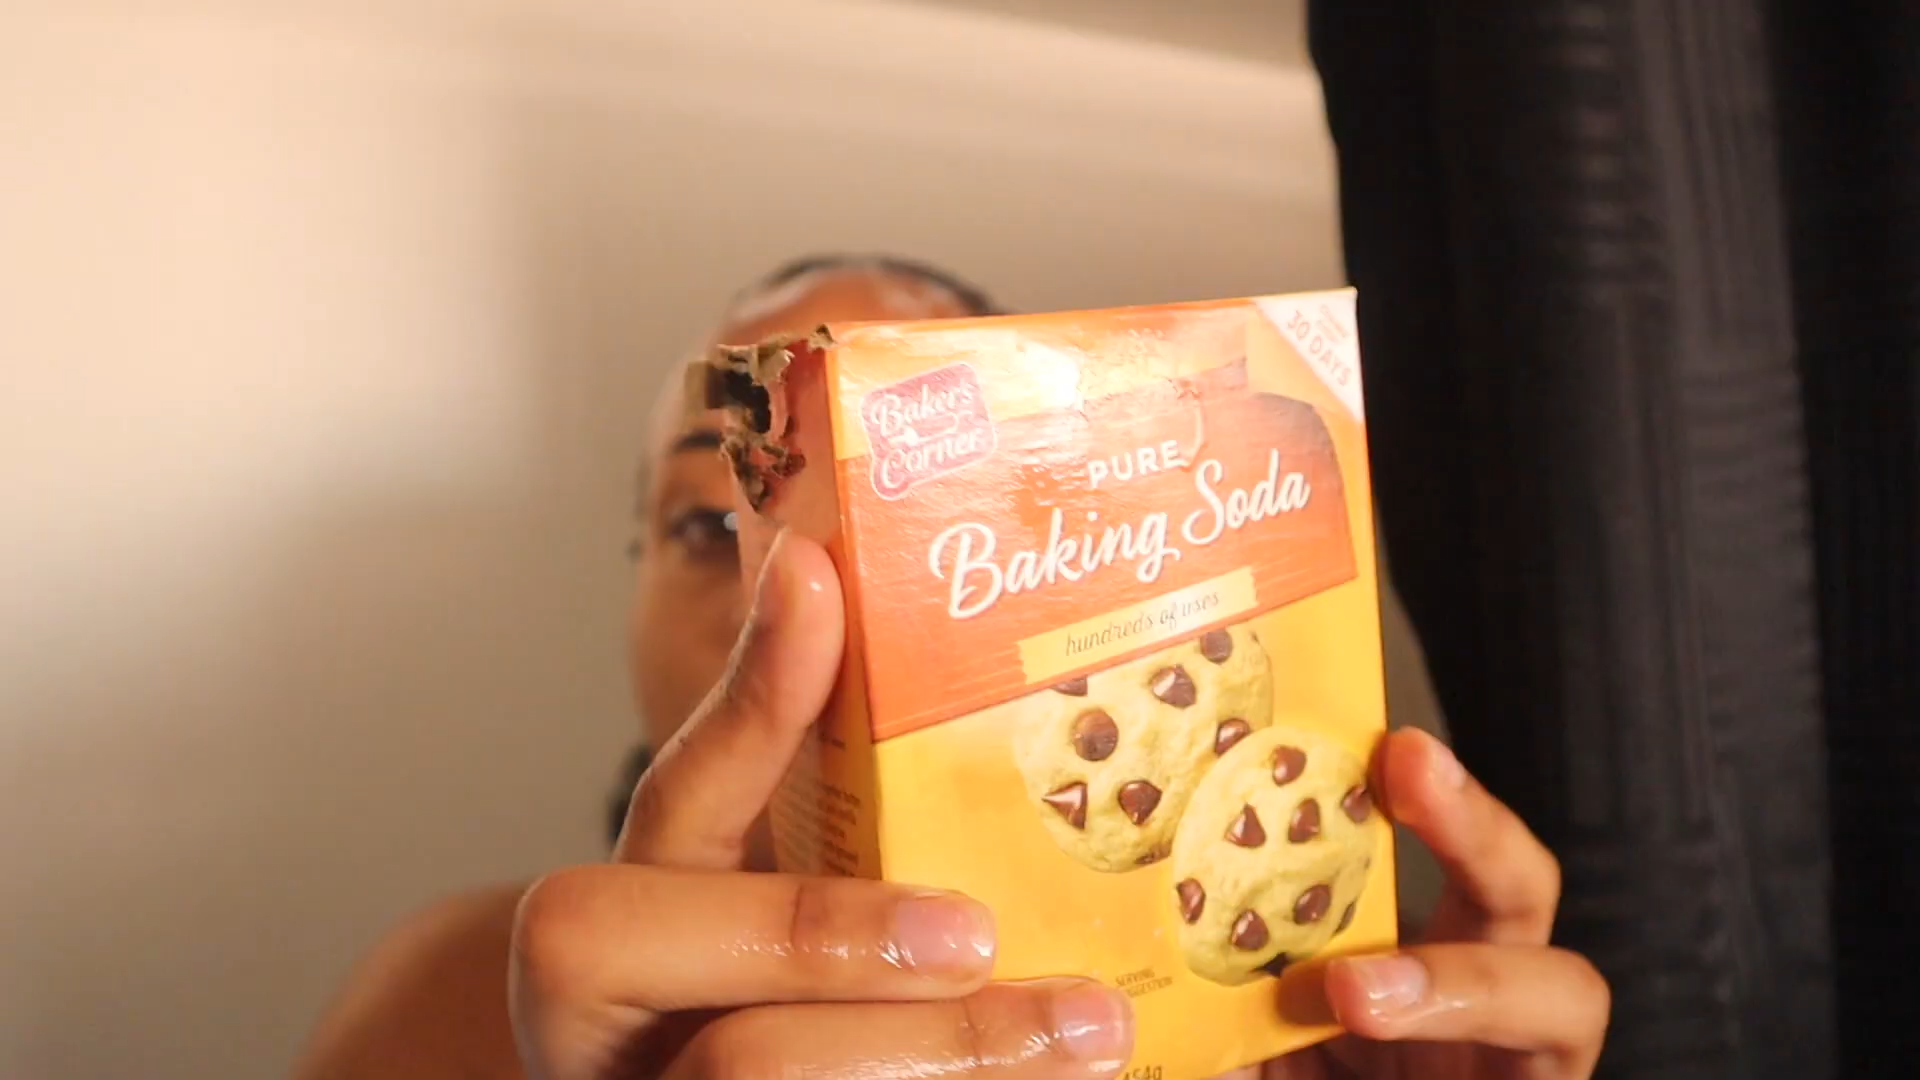 Baker's
Corner
30 DAYS
PURE
Baking Soda
hundreds of uses
SERVING
SUGGESTION
454g